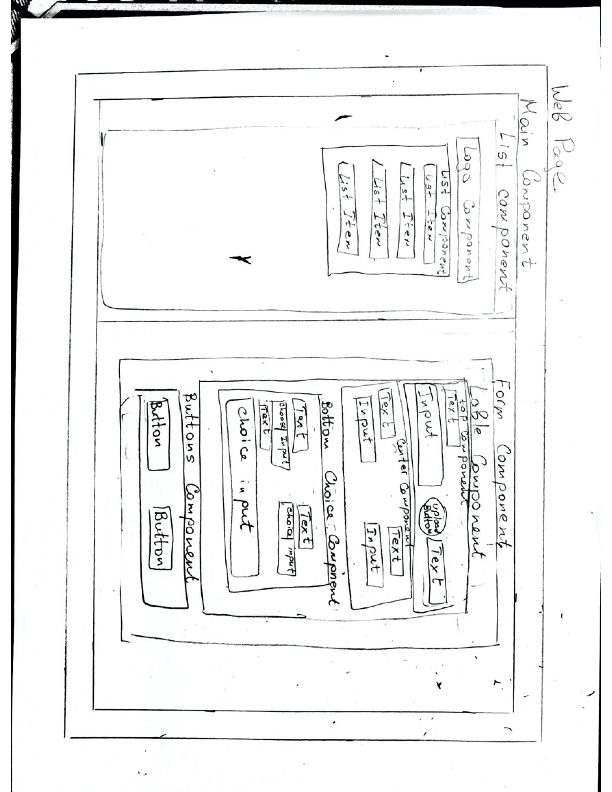 Web Page
Main Component
List component
Logo Component
List Component
List Item
List Item
List Item
List Item
Form Component
Lable Component
top component
Text
Input
Upload
Button
Text
Center Component
Text
Input
Text
Input
Bottom Choice Component
Text
Choose Input
Text
Choice input
Text
choice input
Buttons Component
Button
Button